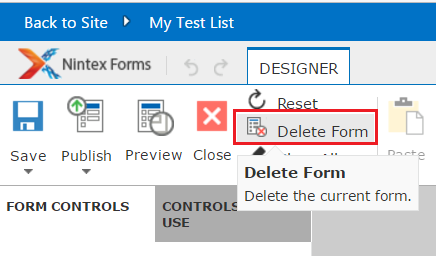 Back to Site
My Test List
Nintex Forms
DESIGNER
Save
Publish
Preview
Close
Reset
Delete Form
Paste
Delete Form
Delete the current form.
FORM CONTROLS
CONTROLS
USE